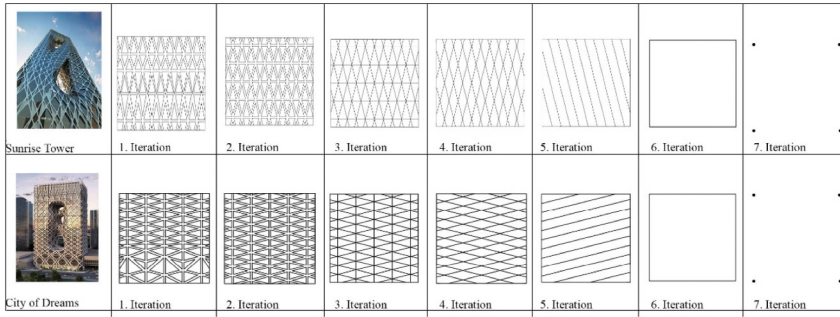 Sunrise Tower
1. Iteration
2. Iteration
3. Iteration
4. Iteration
5. Iteration
6. Iteration
7. Iteration
City of Dreams
1. Iteration
2. Iteration
3. Iteration
4. Iteration
5. Iteration
6. Iteration
7. Iteration